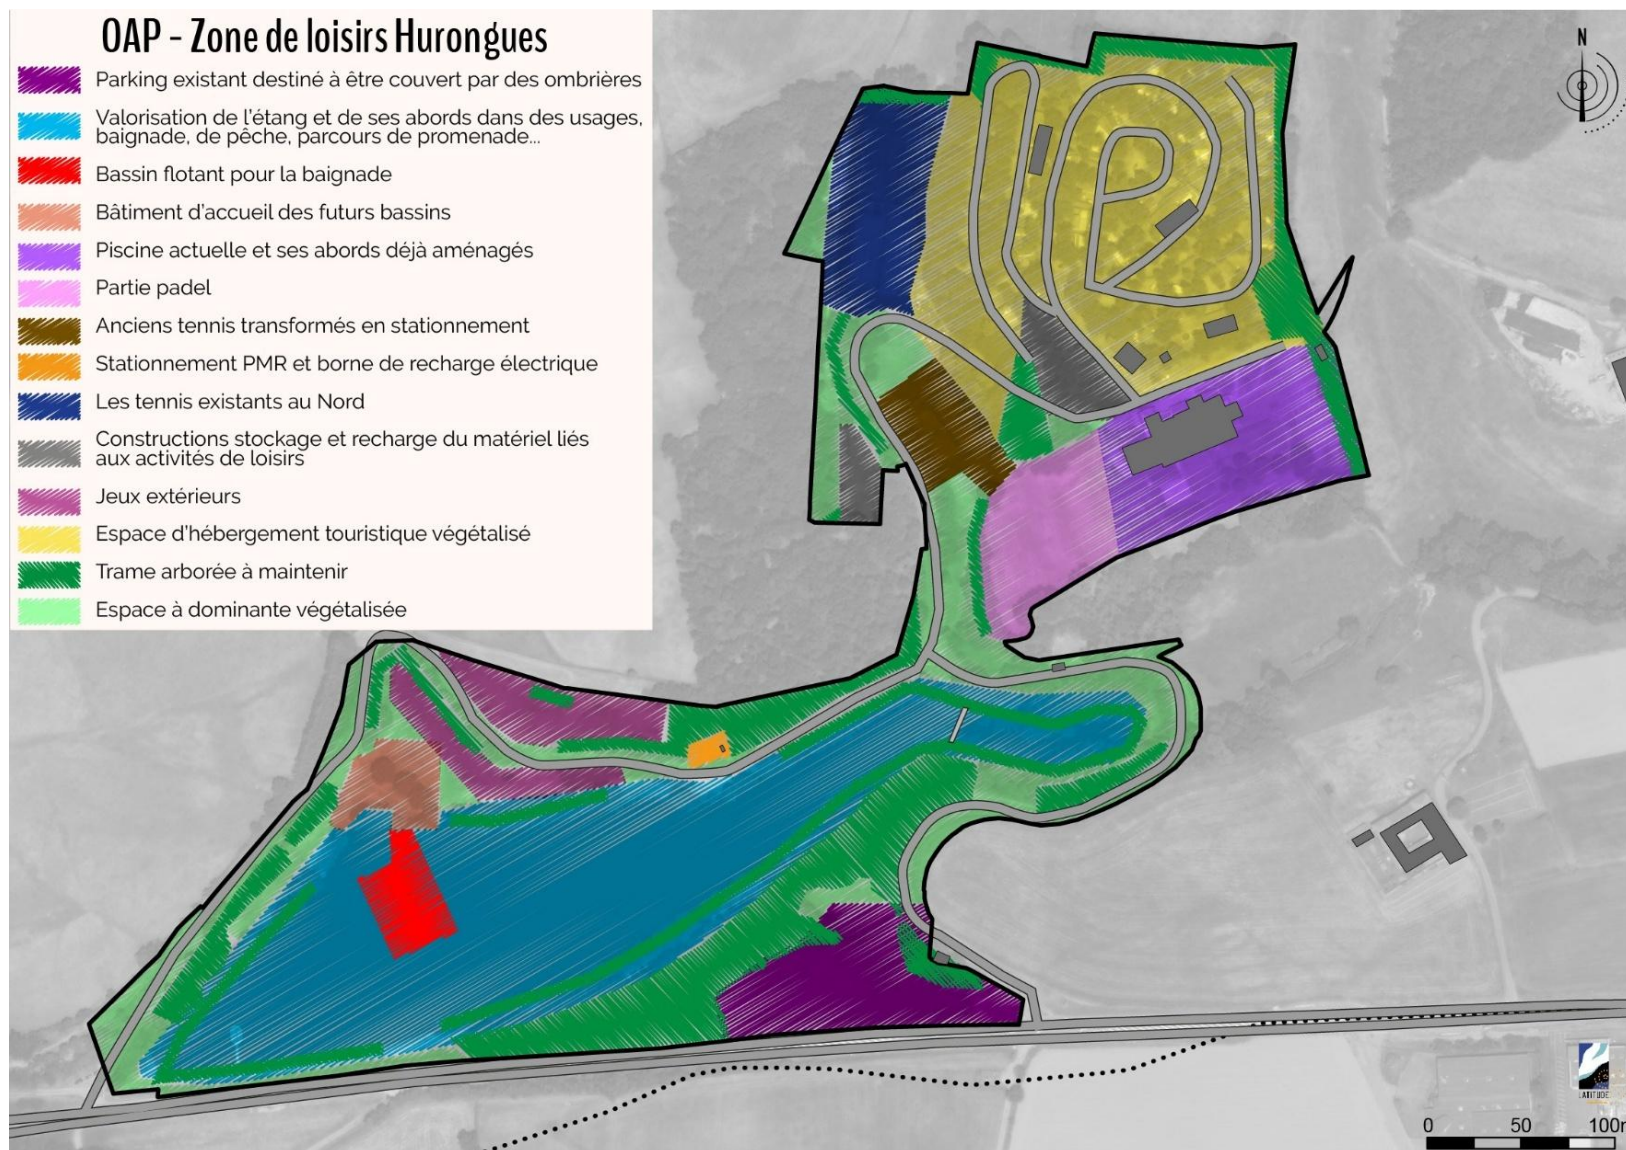 OAP - Zone de loisirs Hurongues
Parking existant destiné à être couvert par des ombrières
Valorisation de l'étang et de ses abords dans des usages,
baignade, de pêche, parcours de promenade...
Bassin flotant pour la baignade
Bâtiment d'accueil des futurs bassins
Piscine actuelle et ses abords déjà aménagés
Partie padel
Anciens tennis transformés en stationnement
Stationnement PMR et borne de recharge électrique
Les tennis existants au Nord
Constructions stockage et recharge du matériel liés
aux activités de loisirs
Jeux extérieurs
Espace d'hébergement touristique végétalisé
Trame arborée à maintenir
Espace à dominante végétalisée
N
LATITUDE
0 50 100m